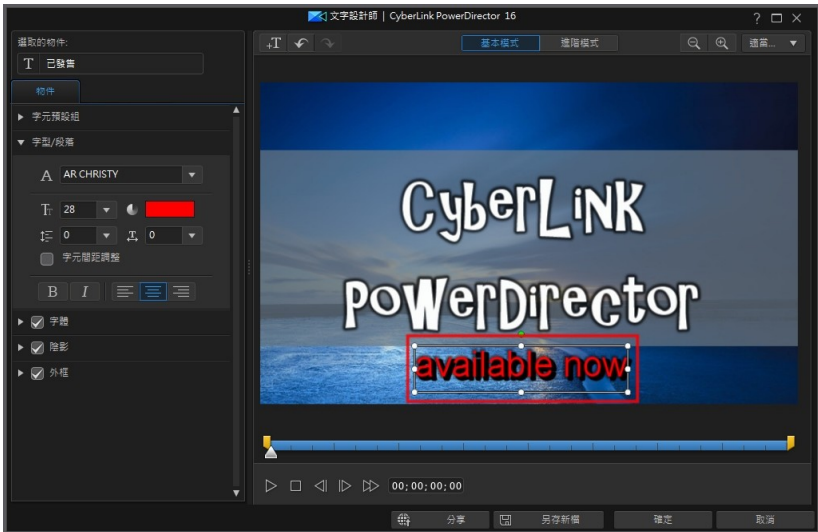 文字設計師 | CyberLink PowerDirector 16
選取的物件:
T 已發售
物件
字元預設組
字型/段落
A AR CHRISTY
28
0 0
字元間距調整
B I
字體
陰影
外框
+T 基本模式 進階模式 適當...
CyberLink
PowerDirector
available now
00;00;00;00
分享 另存新檔 確定 取消